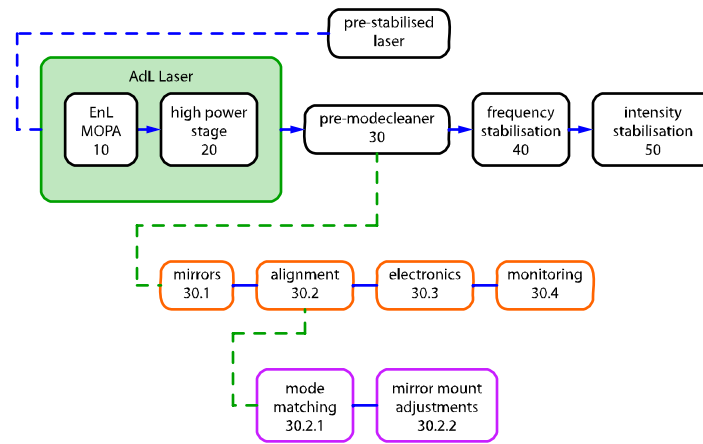 pre-stabilised
laser
AdL Laser
EnL
MOPA
10
high power
stage
20
pre-modecleaner
30
frequency
stabilisation
40
intensity
stabilisation
50
mirrors
30.1
alignment
30.2
electronics
30.3
monitoring
30.4
mode
matching
30.2.1
mirror mount
adjustments
30.2.2